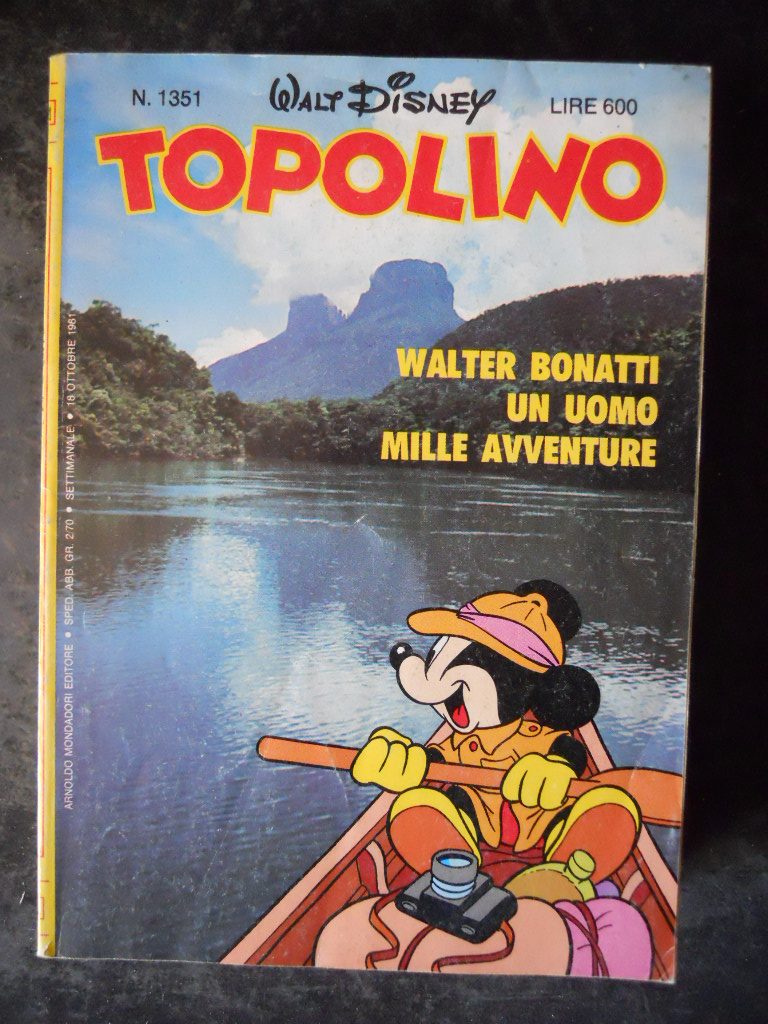 N. 1351
WALT DISNEY
LIRE 600
TOPOLINO
WALTER BONATTI
UN UOMO
MILLE AVVENTURE
ARNOLDO MONDADORI EDITORE • SPED. ABB. GR. 2/70 • SETTIMANALE • 18 OTTOBRE 1981